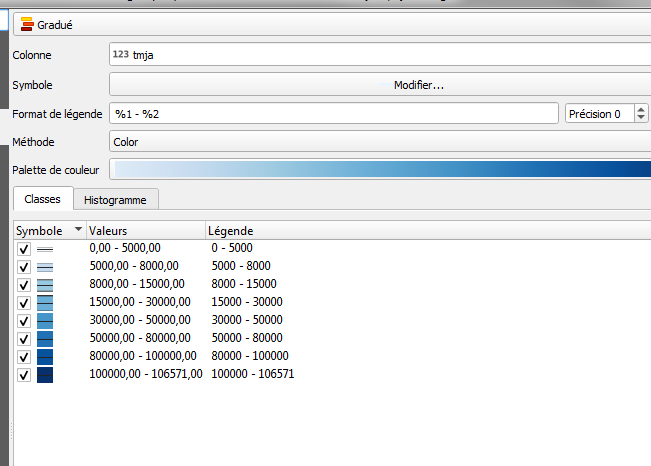 Gradué
Colonne 123 tmja
Symbole Modifier...
Format de légende %1 - %2 Précision 0
Méthode Color
Palette de couleur
Classes Histogramme
Symbole Valeurs Légende
0,00 - 5000,00 0 - 5000
5000,00 - 8000,00 5000 - 8000
8000,00 - 15000,00 8000 - 15000
15000,00 - 30000,00 15000 - 30000
30000,00 - 50000,00 30000 - 50000
50000,00 - 80000,00 50000 - 80000
80000,00 - 100000,00 80000 - 100000
100000,00 - 106571,00 100000 - 106571